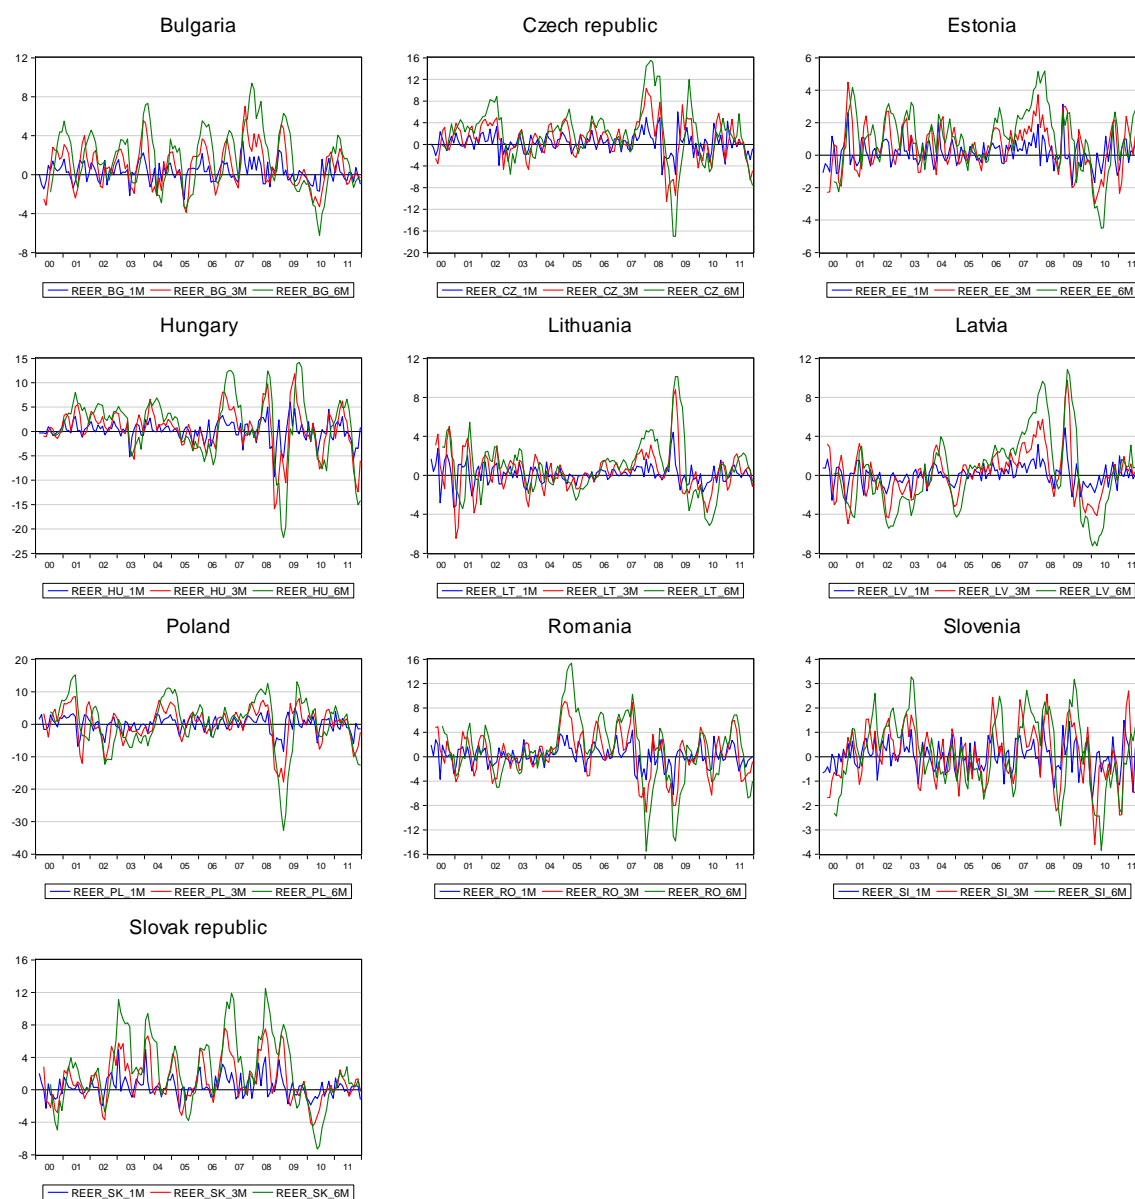 Bulgaria
12
8
4
0
-4
-8
00 01 02 03 04 05 06 07 08 09 10 11
REER_BG_1M REER_BG_3M REER_BG_6M
Czech republic
16
12
8
4
0
-4
-8
-12
-16
-20
00 01 02 03 04 05 06 07 08 09 10 11
REER_CZ_1M REER_CZ_3M REER_CZ_6M
Estonia
6
4
2
0
-2
-4
-6
00 01 02 03 04 05 06 07 08 09 10 11
REER_EE_1M REER_EE_3M REER_EE_6M
Hungary
15
10
5
0
-5
-10
-15
-20
-25
00 01 02 03 04 05 06 07 08 09 10 11
REER_HU_1M REER_HU_3M REER_HU_6M
Lithuania
12
8
4
0
-4
-8
00 01 02 03 04 05 06 07 08 09 10 11
REER_LT_1M REER_LT_3M REER_LT_6M
Latvia
12
8
4
0
-4
-8
00 01 02 03 04 05 06 07 08 09 10 11
REER_LV_1M REER_LV_3M REER_LV_6M
Poland
20
10
0
-10
-20
-30
-40
00 01 02 03 04 05 06 07 08 09 10 11
REER_PL_1M REER_PL_3M REER_PL_6M
Romania
16
12
8
4
0
-4
-8
-12
-16
00 01 02 03 04 05 06 07 08 09 10 11
REER_RO_1M REER_RO_3M REER_RO_6M
Slovenia
4
3
2
1
0
-1
-2
-3
-4
00 01 02 03 04 05 06 07 08 09 10 11
REER_SI_1M REER_SI_3M REER_SI_6M
Slovak republic
16
12
8
4
0
-4
-8
00 01 02 03 04 05 06 07 08 09 10 11
REER_SK_1M REER_SK_3M REER_SK_6M